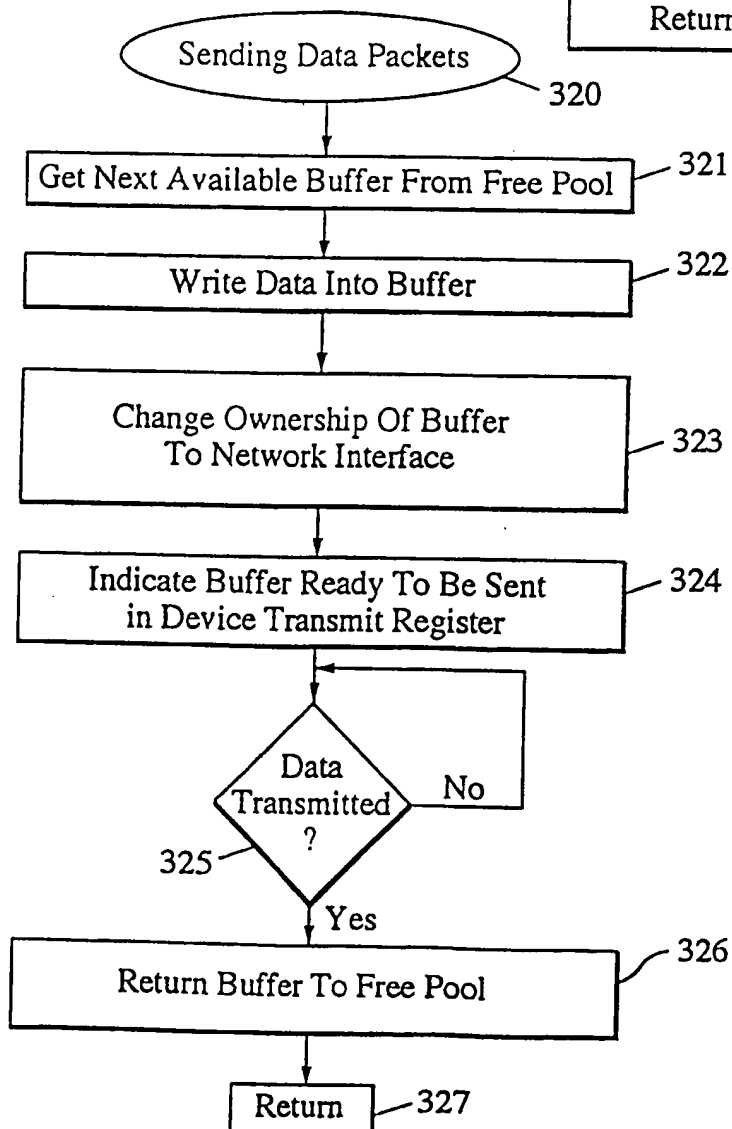 Return
Sending Data Packets
320
Get Next Available Buffer From Free Pool
321
Write Data Into Buffer
322
Change Ownership Of Buffer
To Network Interface
323
Indicate Buffer Ready To Be Sent
in Device Transmit Register
324
Data
Transmitted
?
No
325
Yes
Return Buffer To Free Pool
326
Return
327